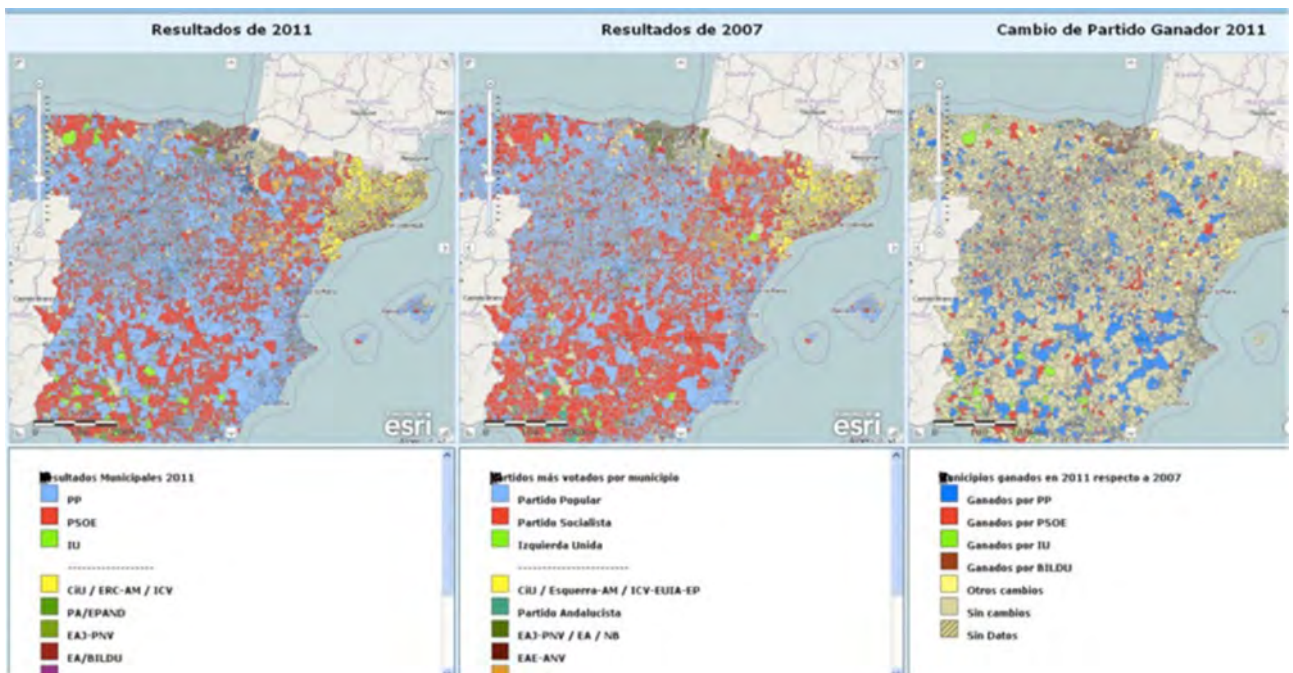 Resultados de 2011
Resultados de 2007
Cambio de Partido Ganador 2011
esri
esri
esultados Municipales 2011
PP
PSOE
IU
------------------
CiU / ERC-AM / ICV
PA/EPAND
EAJ-PNV
EA/BILDU
artidos más votados por municipio
Partido Popular
Partido Socialista
Izquierda Unida
----------------------
CiU / Esquerra-AM / ICV-EUIA-EP
Partido Andalucista
EAJ-PNV / EA / NB
EAE-ANV
unicipios ganados en 2011 respecto a 2007
Ganados por PP
Ganados por PSOE
Ganados por IU
Ganados por BILDU
Otros cambios
Sin cambios
Sin Datos